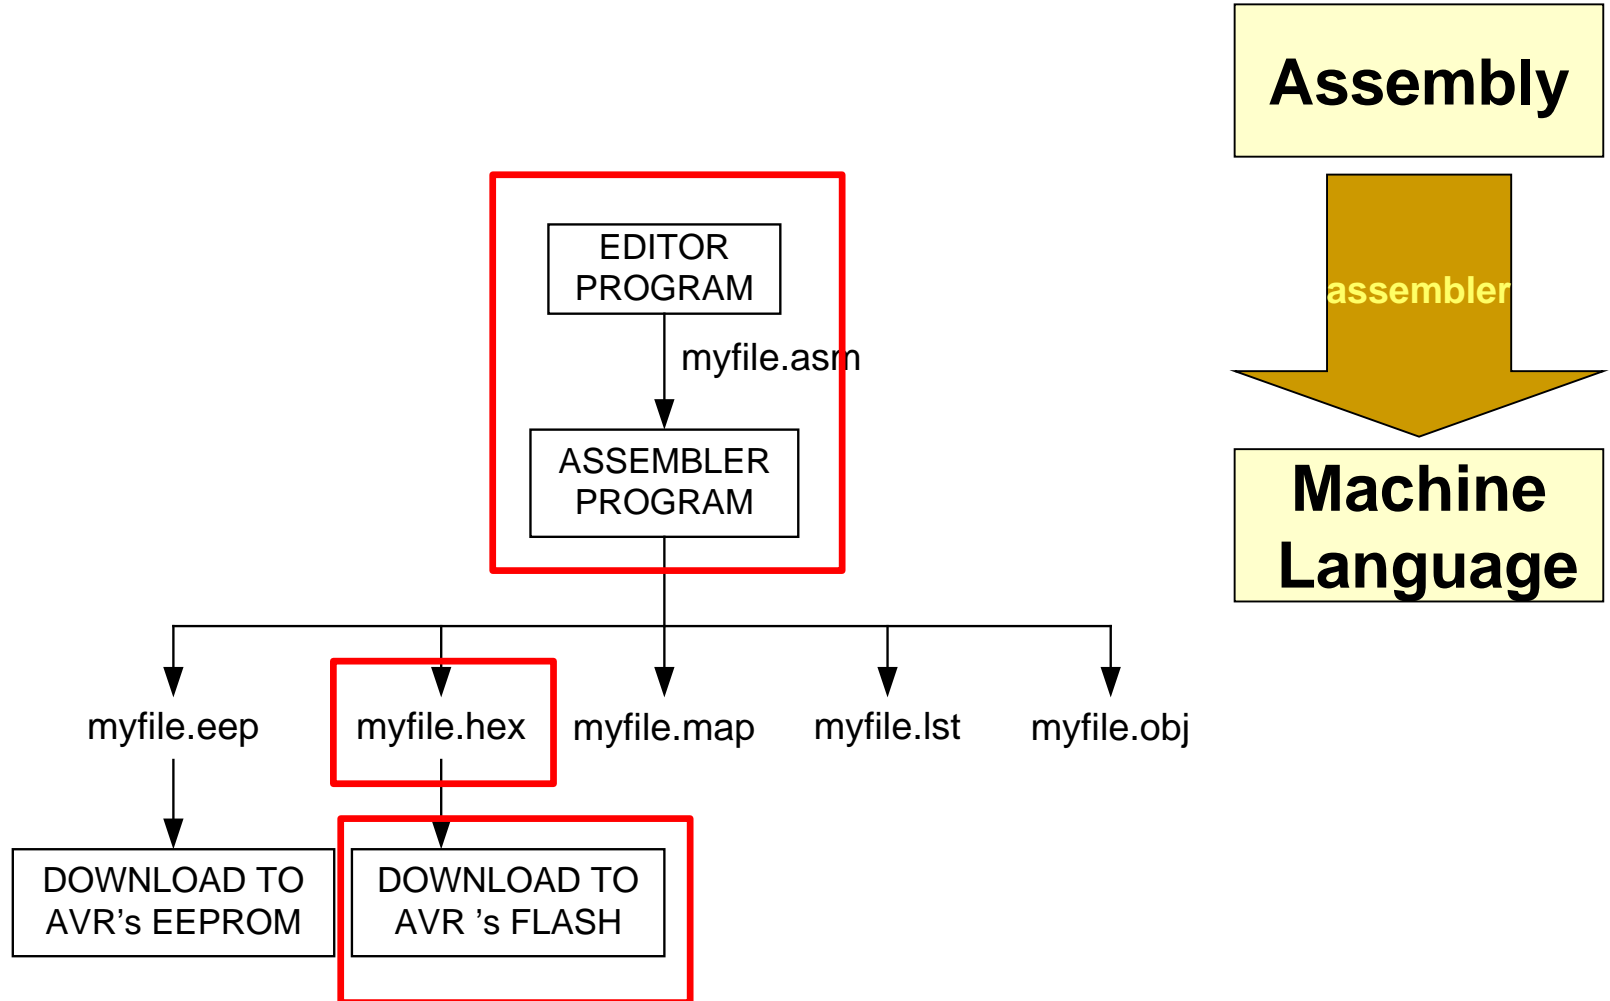 Assembly
assembler
Machine
Language
EDITOR
PROGRAM
myfile.asm
ASSEMBLER
PROGRAM
myfile.eep
myfile.hex
myfile.map
myfile.lst
myfile.obj
DOWNLOAD TO
AVR's EEPROM
DOWNLOAD TO
AVR ’s FLASH